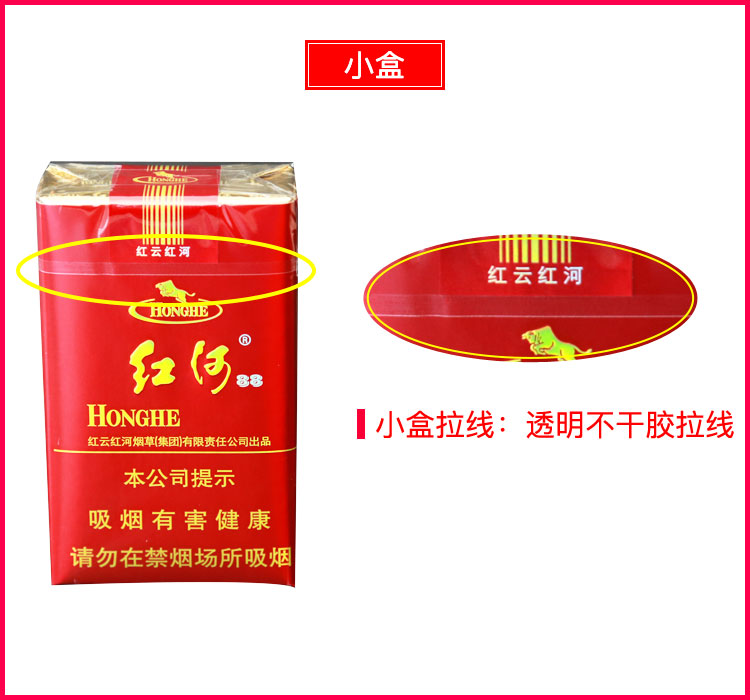 小盒
HONGHE
红云红河
HONGHE
红河®88
HONGHE
红云红河烟草(集团)有限责任公司出品
本公司提示
吸烟有害健康
请勿在禁烟场所吸烟
红云红河
小盒拉线：透明不干胶拉线